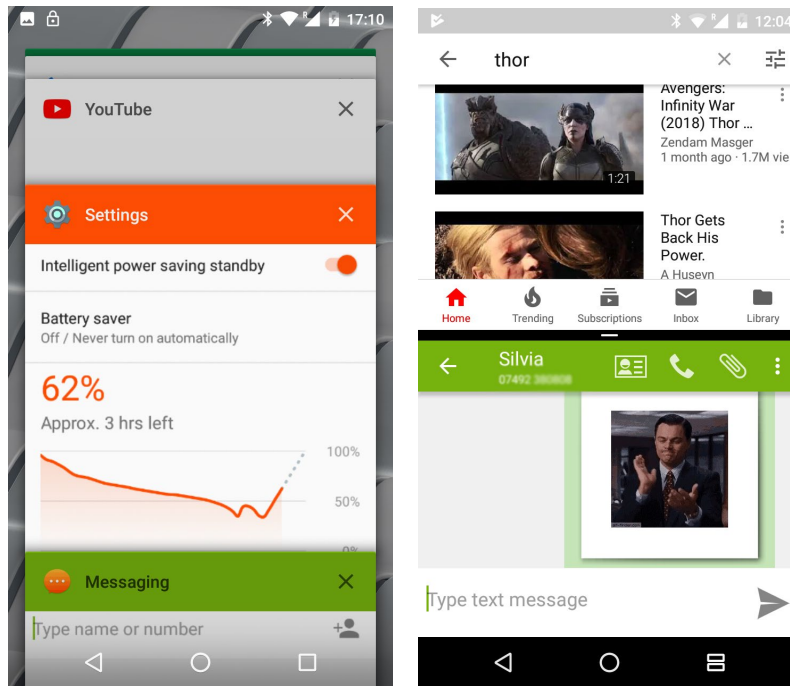 17:10
YouTube
Settings
Intelligent power saving standby
Battery saver
Off / Never turn on automatically
62%
Approx. 3 hrs left
100%
50%
0%
Messaging
Type name or number
12:04
thor
Avengers:
Infinity War
(2018) Thor ...
Zendam Masger
1 month ago · 1.7M vie
1:21
Thor Gets
Back His
Power.
A Huseyn
Home
Trending
Subscriptions
Inbox
Library
Silvia
07492
Type text message